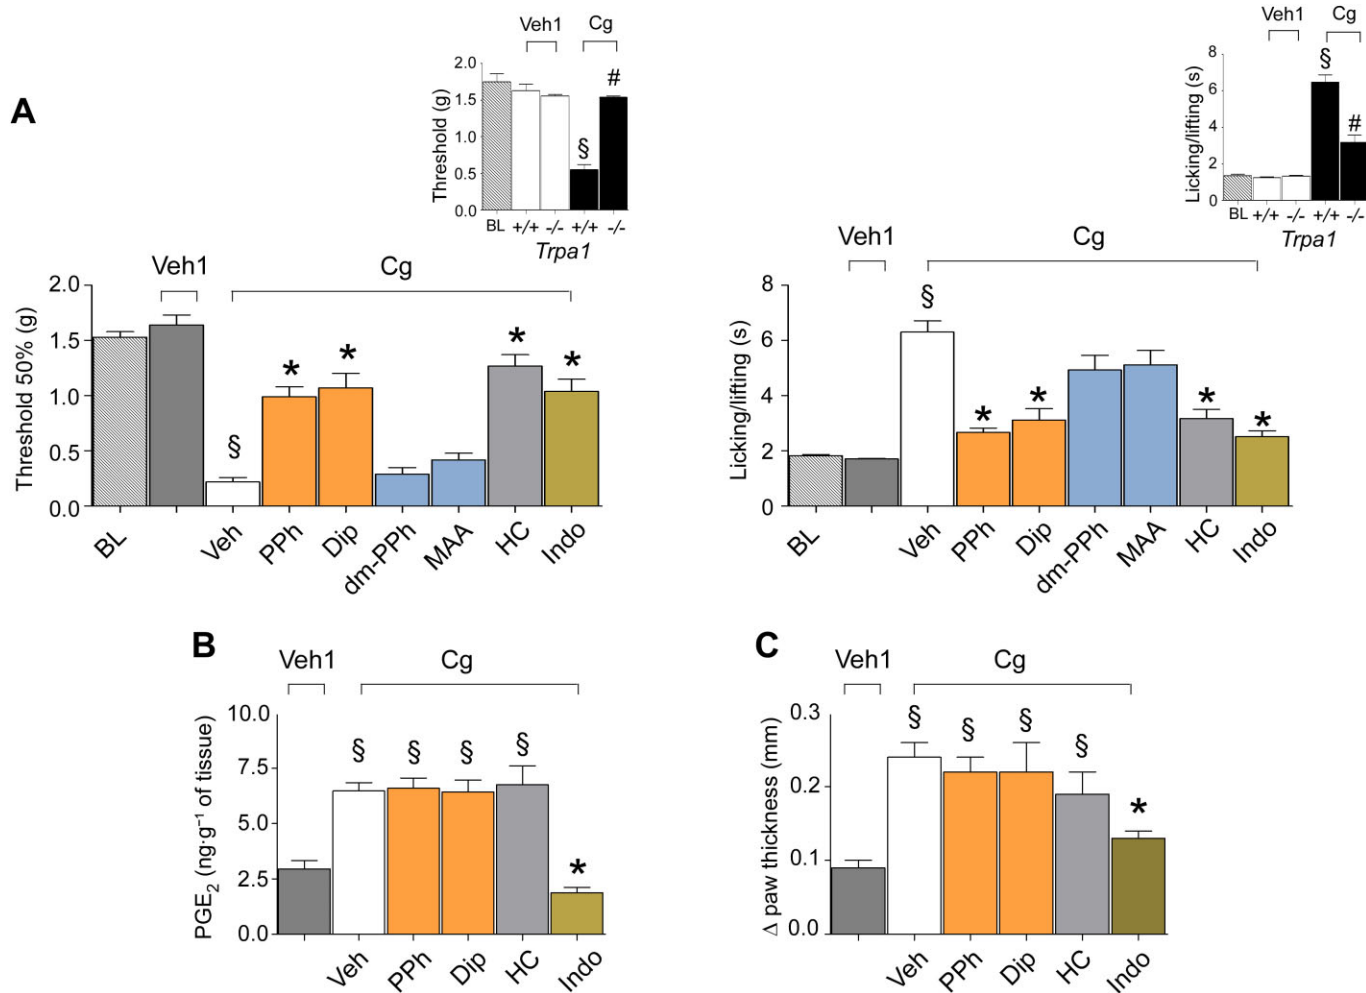 A
Veh1 Cg
Threshold (g)
2.0
1.5
1.0
0.5
0.0
§ #
BL +/+ -/- +/+ -/-
Trpa1
Veh1 Cg
Licking/lifting (s)
8
6
4
2
0
§ #
BL +/+ -/- +/+ -/-
Trpa1
Veh1 Cg
Threshold 50% (g)
2.0
1.5
1.0
0.5
0.0
§ * * * *
BL Veh PPh Dip dm-PPh MAA HC Indo
Veh1 Cg
Licking/lifting (s)
8
6
4
2
0
§ * * * *
BL Veh PPh Dip dm-PPh MAA HC Indo
B
Veh1 Cg
PGE₂ (ng·g⁻¹ of tissue)
10.0
7.5
5.0
2.5
0.0
§ § § § *
Veh PPh Dip HC Indo
C
Veh1 Cg
Δ paw thickness (mm)
0.3
0.2
0.1
0.0
§ § § § *
Veh PPh Dip HC Indo